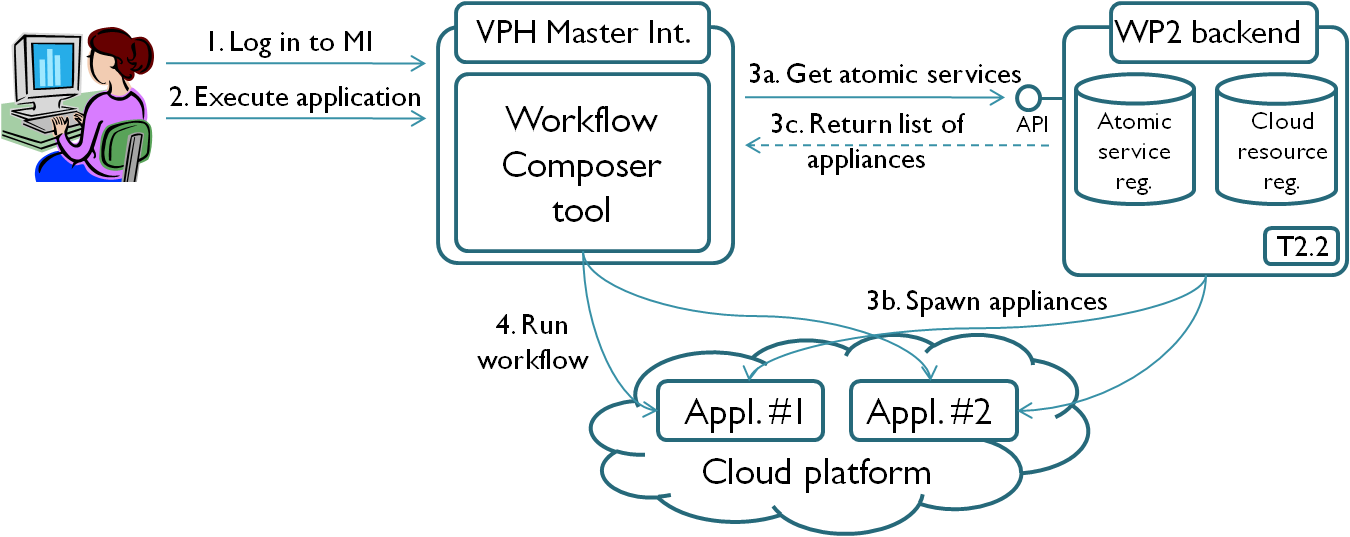 1. Log in to MI
2. Execute application
VPH Master Int.
Workflow
Composer
tool
3a. Get atomic services
3c. Return list of
appliances
API
WP2 backend
Atomic
service
reg.
Cloud
resource
reg.
T2.2
3b. Spawn appliances
4. Run
workflow
Appl. #1
Appl. #2
Cloud platform